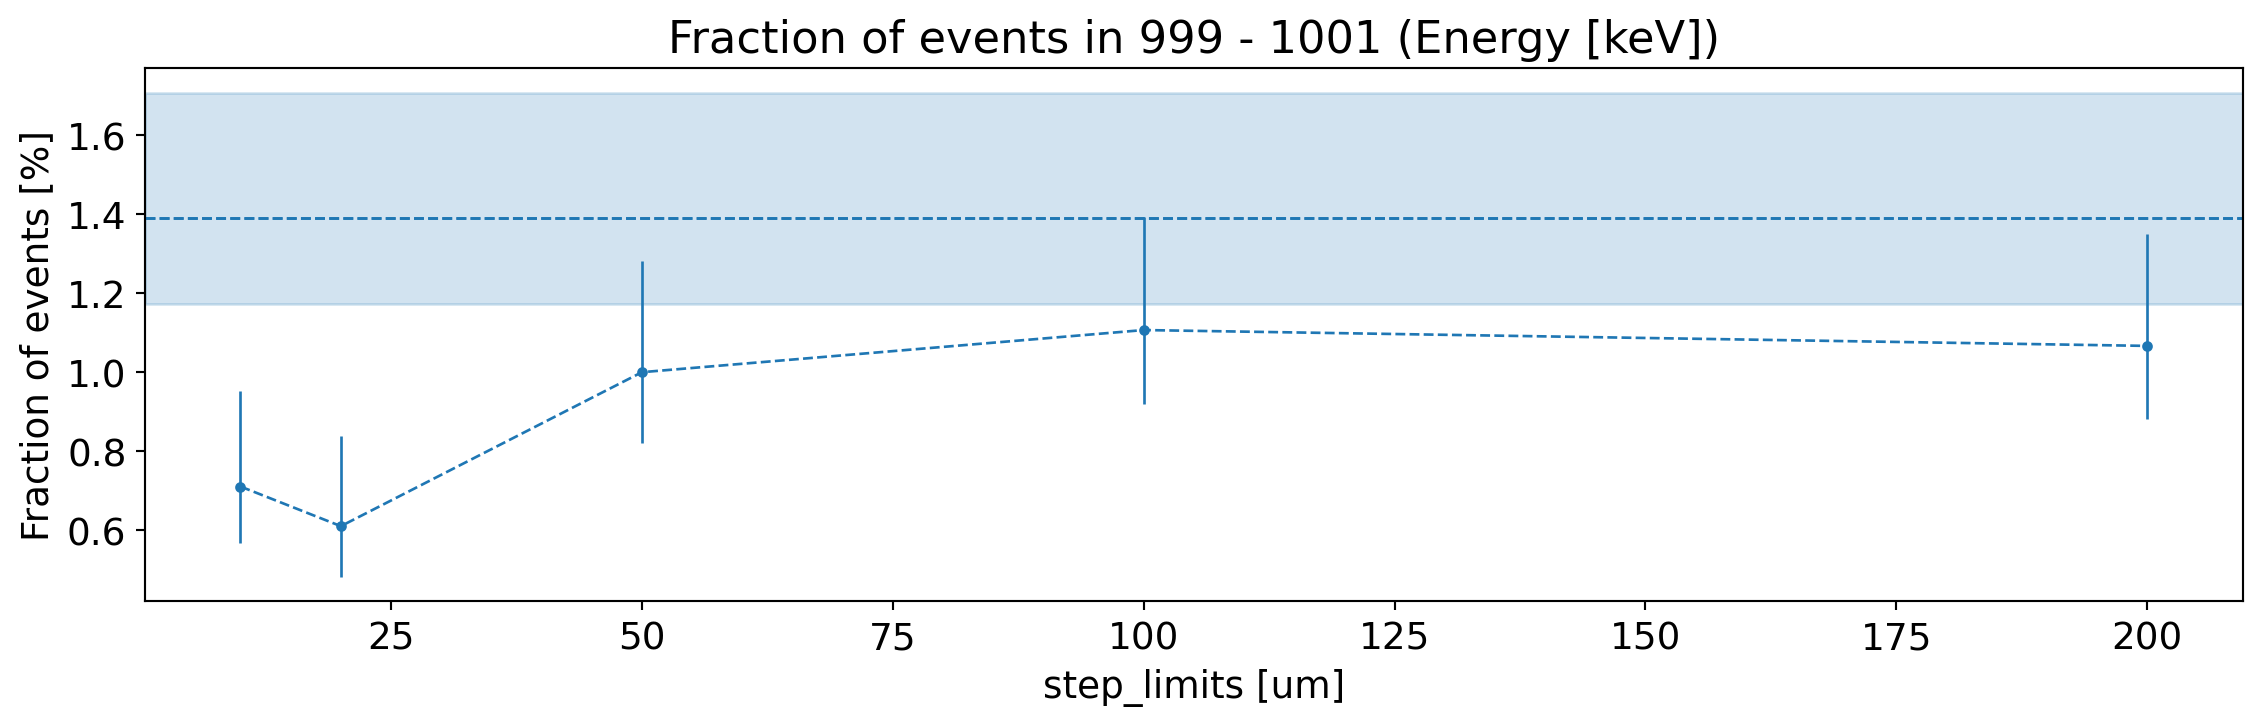 Fraction of events in 999 - 1001 (Energy [keV])
Fraction of events [%]
1.6
1.4
1.2
1.0
0.8
0.6
25 50 75 100 125 150 175 200
step_limits [um]